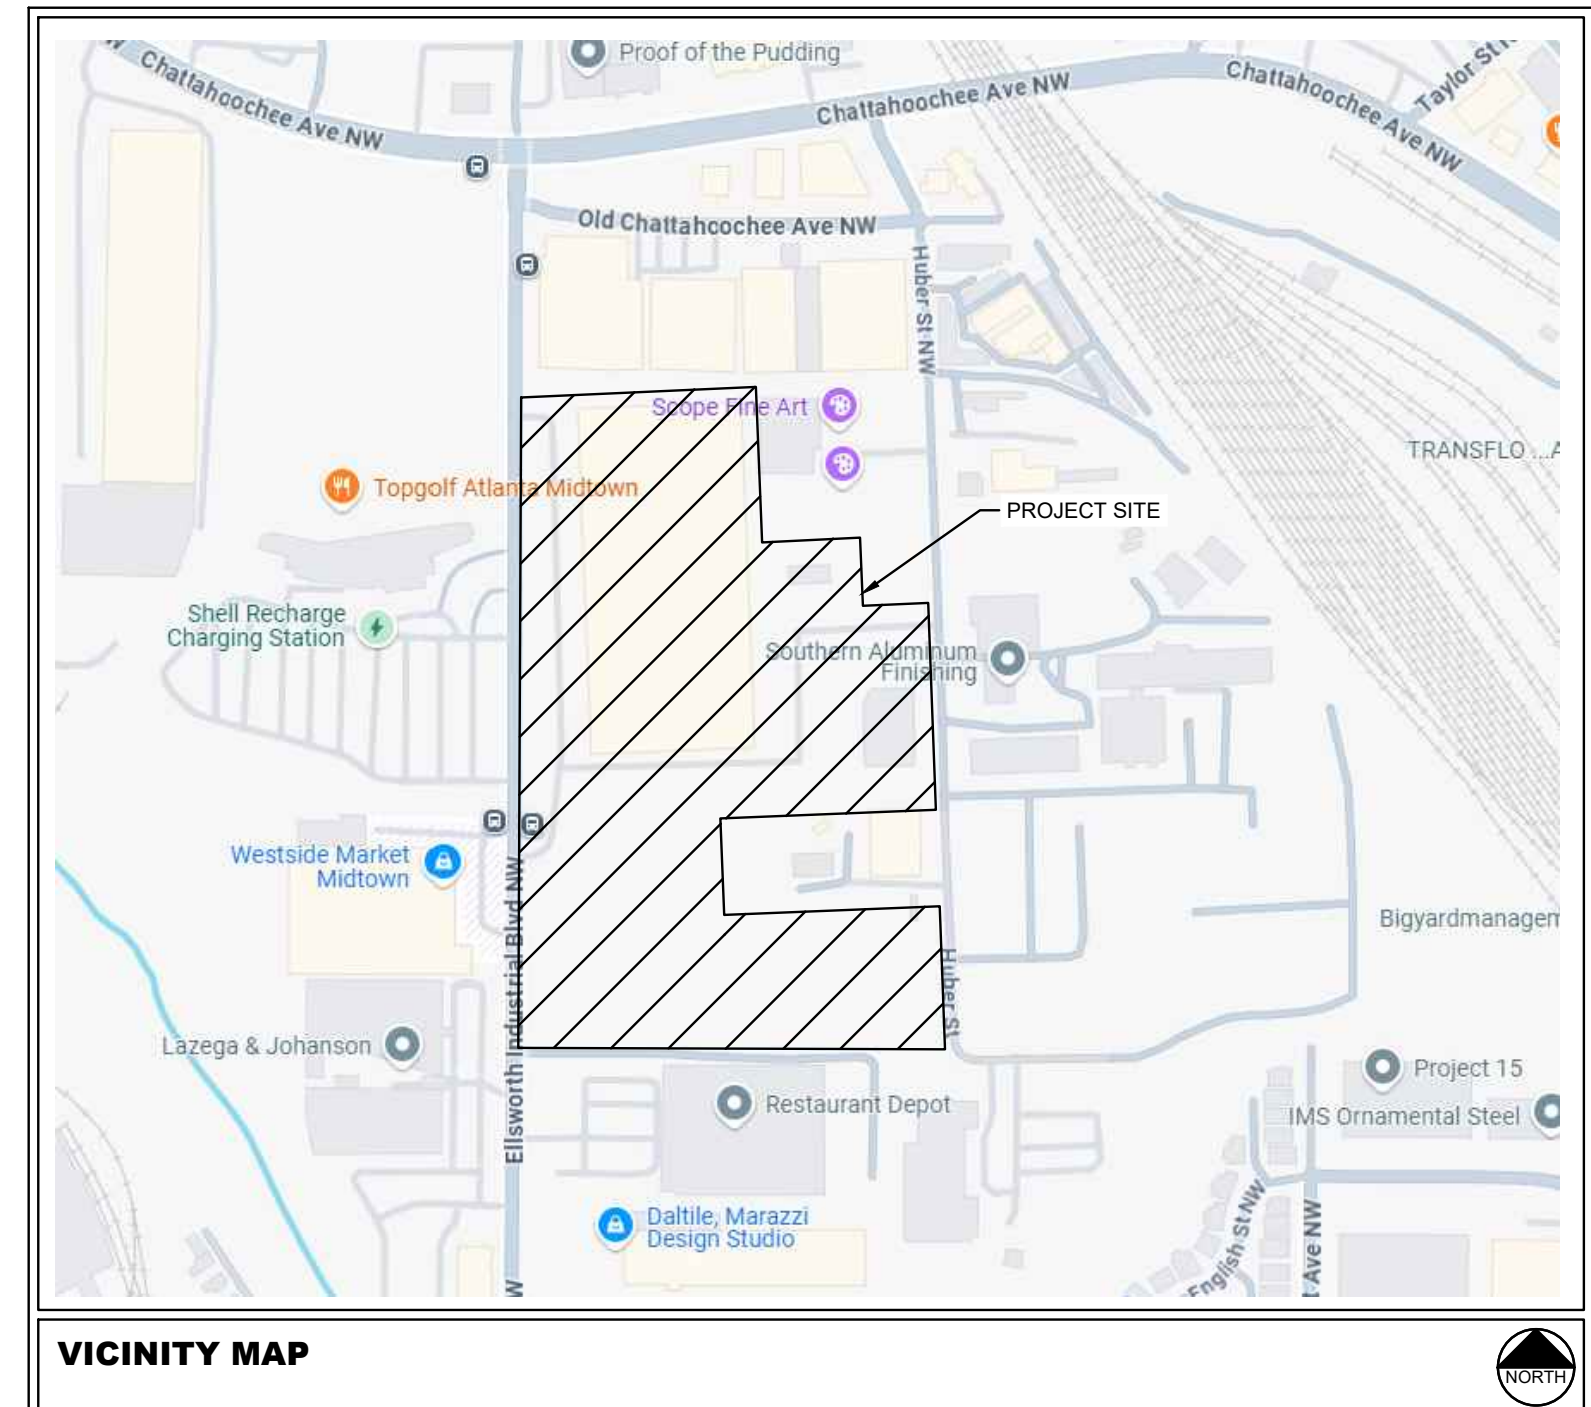 Proof of the Pudding
Chattahoochee Ave NW
Chattahoochee Ave NW
Chattahoochee Ave NW
Old Chattahcochee Ave NW
Huber St NW
Scope Fine Art
TRANSFLO ...A
Topgolf Atlanta Midtown
PROJECT SITE
Shell Recharge
Charging Station
Southern Aluminum
Finishing
Westside Market
Midtown
Ellsworth Industrial Blvd NW
Bigyardmanagem
Huber St
Lazega & Johanson
Restaurant Depot
Project 15
IMS Ornamental Steel
Daltile, Marazzi
Design Studio
English St NW
Ave NW
W
VICINITY MAP
NORTH